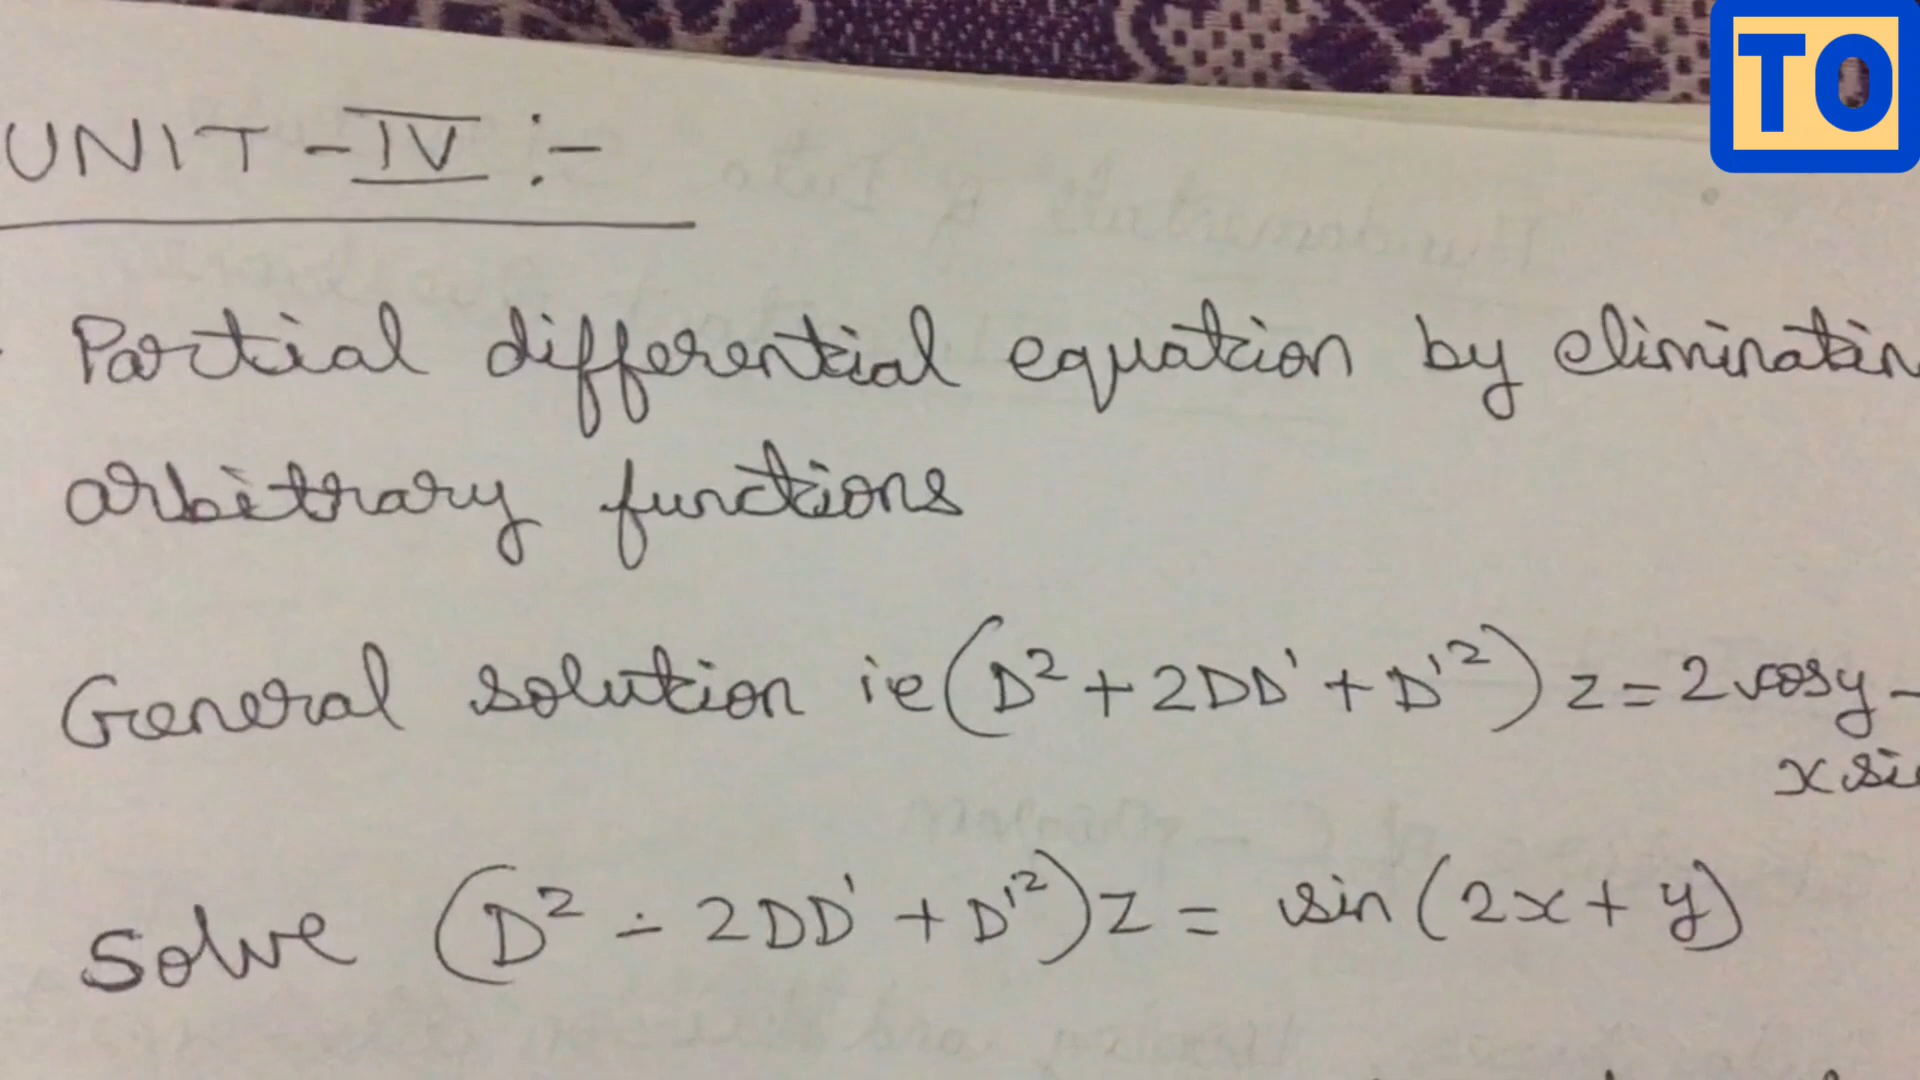 TO
UNIT-IV :-
Partial differential equation by eliminatin
arbitrary functions
General solution ie (D² + 2DD' + D'²) z = 2 cosy -
x si
Solve (D² - 2DD' + D'²) z = sin (2x + y)